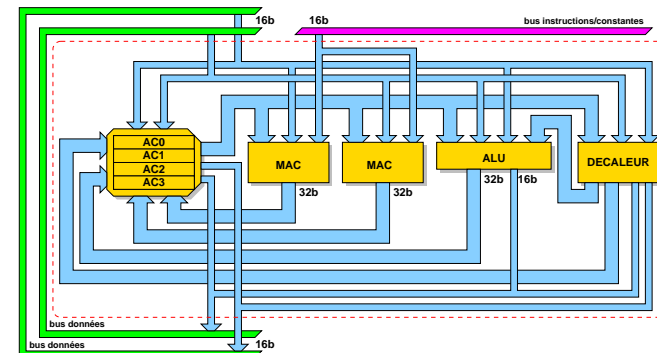 16b
16b
bus instructions/constantes
AC0
AC1
AC2
AC3
MAC
MAC
ALU
DECALEUR
32b
32b
32b
16b
bus données
bus données
16b